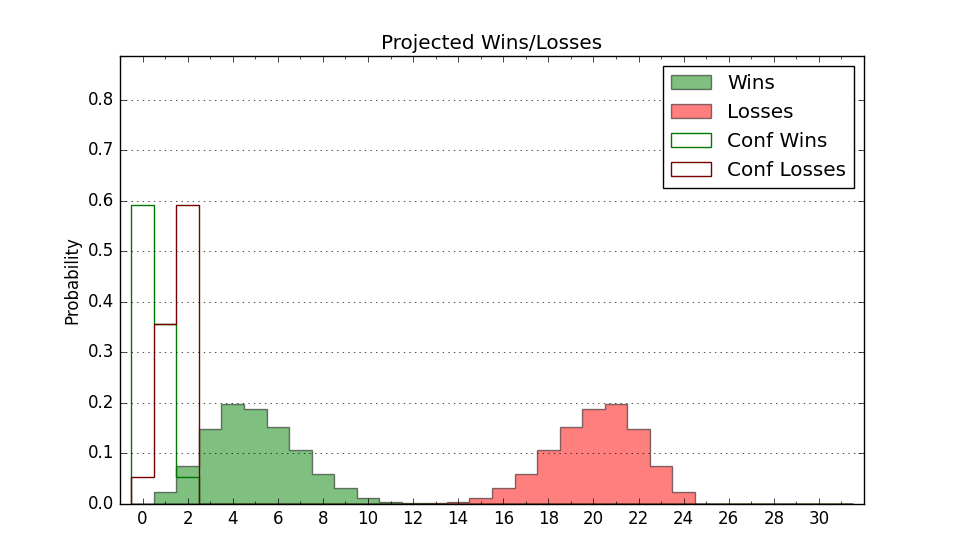 Projected Wins/Losses
Wins
Losses
Conf Wins
Conf Losses
Probability
0.8
0.7
0.6
0.5
0.4
0.3
0.2
0.1
0.0
0 2 4 6 8 10 12 14 16 18 20 22 24 26 28 30